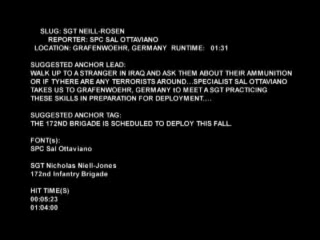 SLUG: SGT NEILL-ROSEN
REPORTER: SPC SAL OTTAVIANO
LOCATION: GRAFENWOEHR, GERMANY RUNTIME: 01:31
SUGGESTED ANCHOR LEAD:
WALK UP TO A STRANGER IN IRAQ AND ASK THEM ABOUT THEIR AMMUNITION
OR IF TYHERE ARE ANY TERRORISTS AROUND...SPECIALIST SAL OTTAVIANO
TAKES US TO GRAFENWOEHR, GERMANY tO MEET A SGT PRACTICING
THESE SKILLS IN PREPARATION FOR DEPLOYMENT....
SUGGESTED ANCHOR TAG:
THE 172ND BRIGADE IS SCHEDULED TO DEPLOY THIS FALL.
FONT(s):
SPC Sal Ottaviano
SGT Nicholas Niell-Jones
172nd Infantry Brigade
HIT TIME(S)
00:05:23
01:04:00